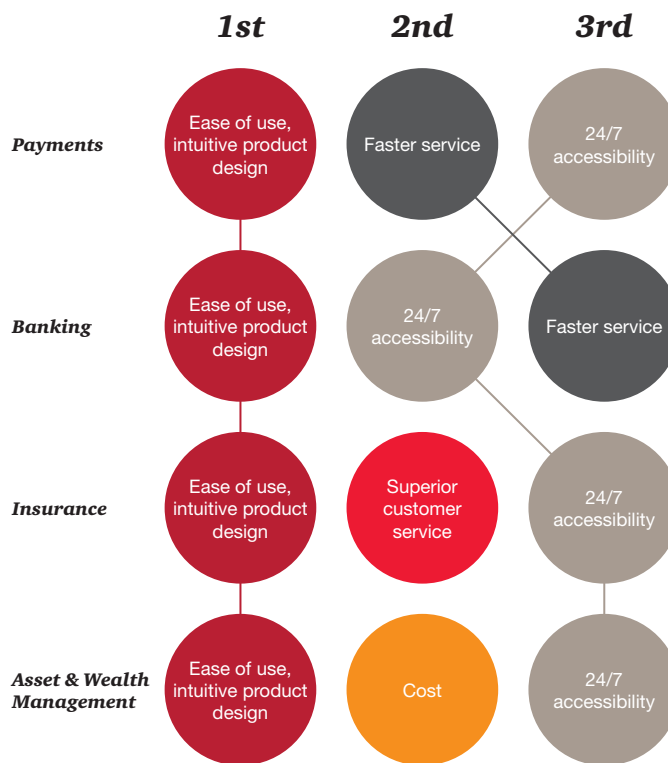 1st 2nd 3rd
Payments
Ease of use,
intuitive product
design
Faster service
24/7
accessibility
Banking
Ease of use,
intuitive product
design
24/7
accessibility
Faster service
Insurance
Ease of use,
intuitive product
design
Superior
customer
service
24/7
accessibility
Asset & Wealth
Management
Ease of use,
intuitive product
design
Cost
24/7
accessibility